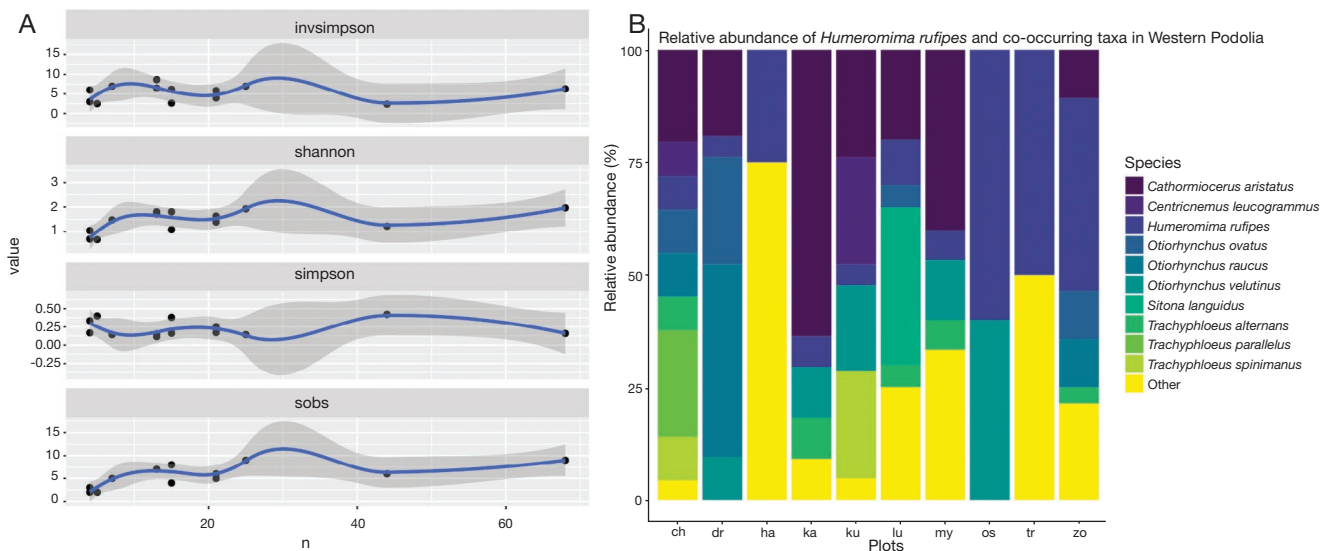 A
invsimpson
15
10
5
0
shannon
3
2
1
simpson
0.50
0.25
0.00
-0.25
sobs
15
10
5
0
value
20
40
60
n
B
Relative abundance of Humeromima rufipes and co-occurring taxa in Western Podolia
100
75
50
25
0
Relative abundance (%)
ch
dr
ha
ka
ku
lu
my
os
tr
zo
Plots
Species
Cathormiocerus aristatus
Centricnemus leucogrammus
Humeromima rufipes
Otiorhynchus ovatus
Otiorhynchus raucus
Otiorhynchus velutinus
Sitona languidus
Trachyphloeus alternans
Trachyphloeus parallelus
Trachyphloeus spinimanus
Other